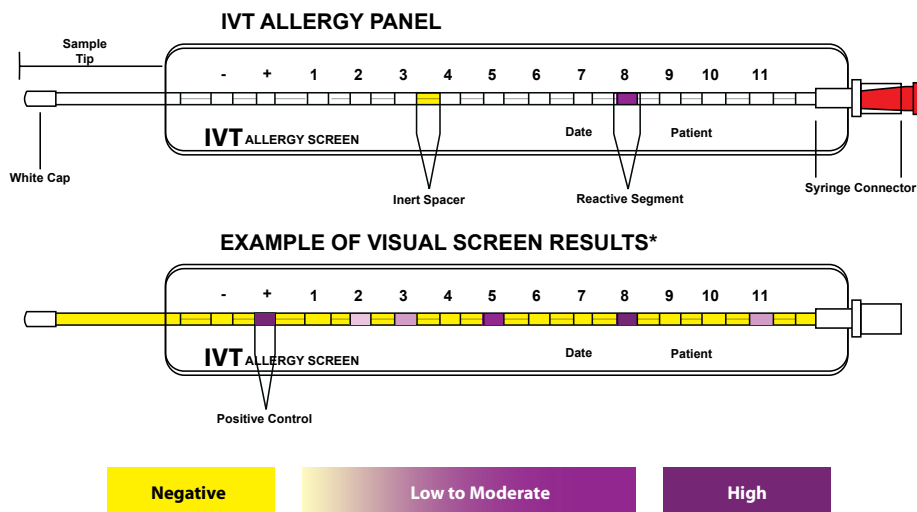 IVT ALLERGY PANEL
Sample
Tip
- + 1 2 3 4 5 6 7 8 9 10 11
IVT ALLERGY SCREEN
Date
Patient
White Cap
Inert Spacer
Reactive Segment
Syringe Connector
EXAMPLE OF VISUAL SCREEN RESULTS*
- + 1 2 3 4 5 6 7 8 9 10 11
IVT ALLERGY SCREEN
Date
Patient
Positive Control
Negative
Low to Moderate
High